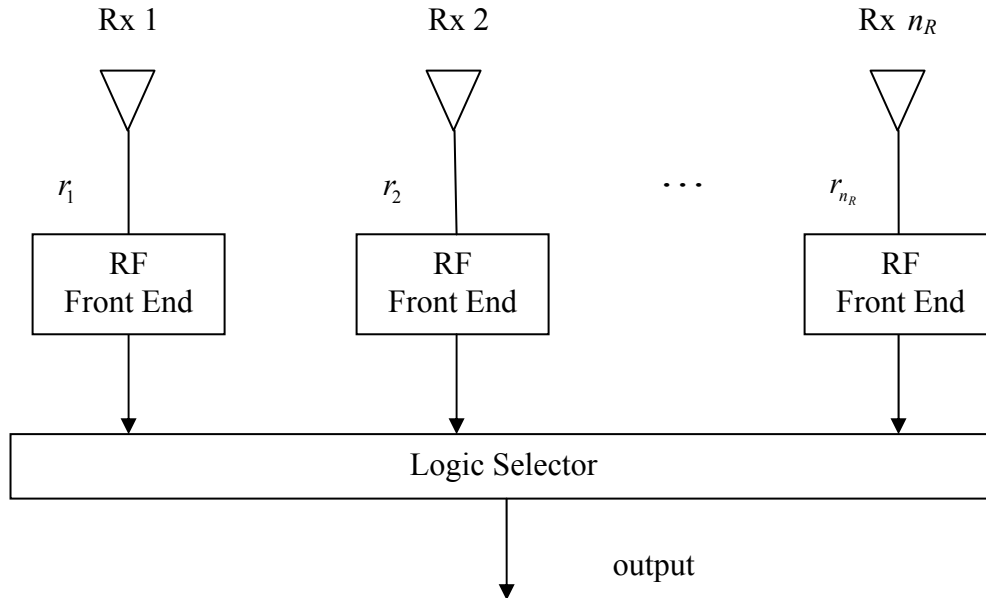 Rx 1
Rx 2
Rx n_R
r_1
r_2
...
r_{n_R}
RF
Front End
RF
Front End
RF
Front End
Logic Selector
output